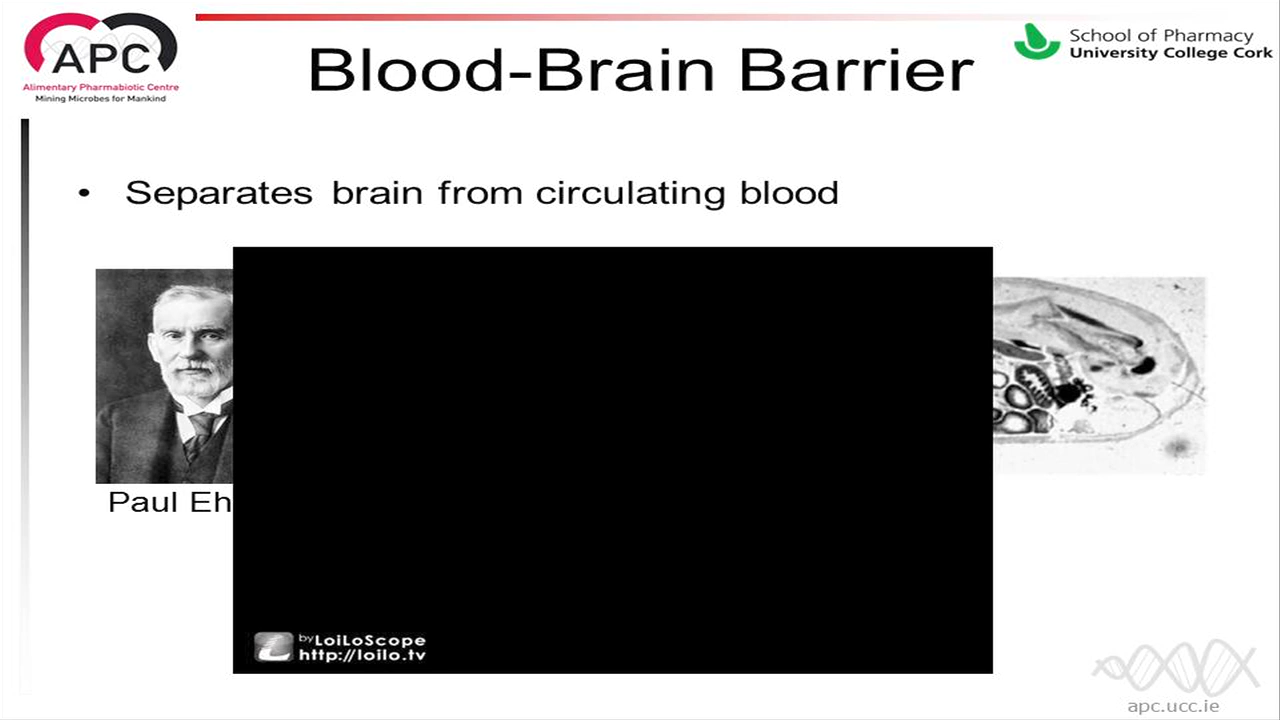 APC
Alimentary Pharmabiotic Centre
Mining Microbes for Mankind
Blood-Brain Barrier
School of Pharmacy
University College Cork
• Separates brain from circulating blood
Paul Eh
by LoiLoScope
http://loilo.tv
apc.ucc.ie